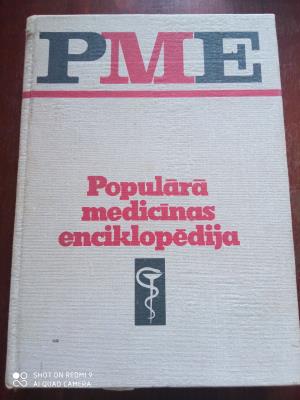 PME
Populārā
medicīnas
enciklopēdija
SHOT ON REDMI 9
AI QUAD CAMERA